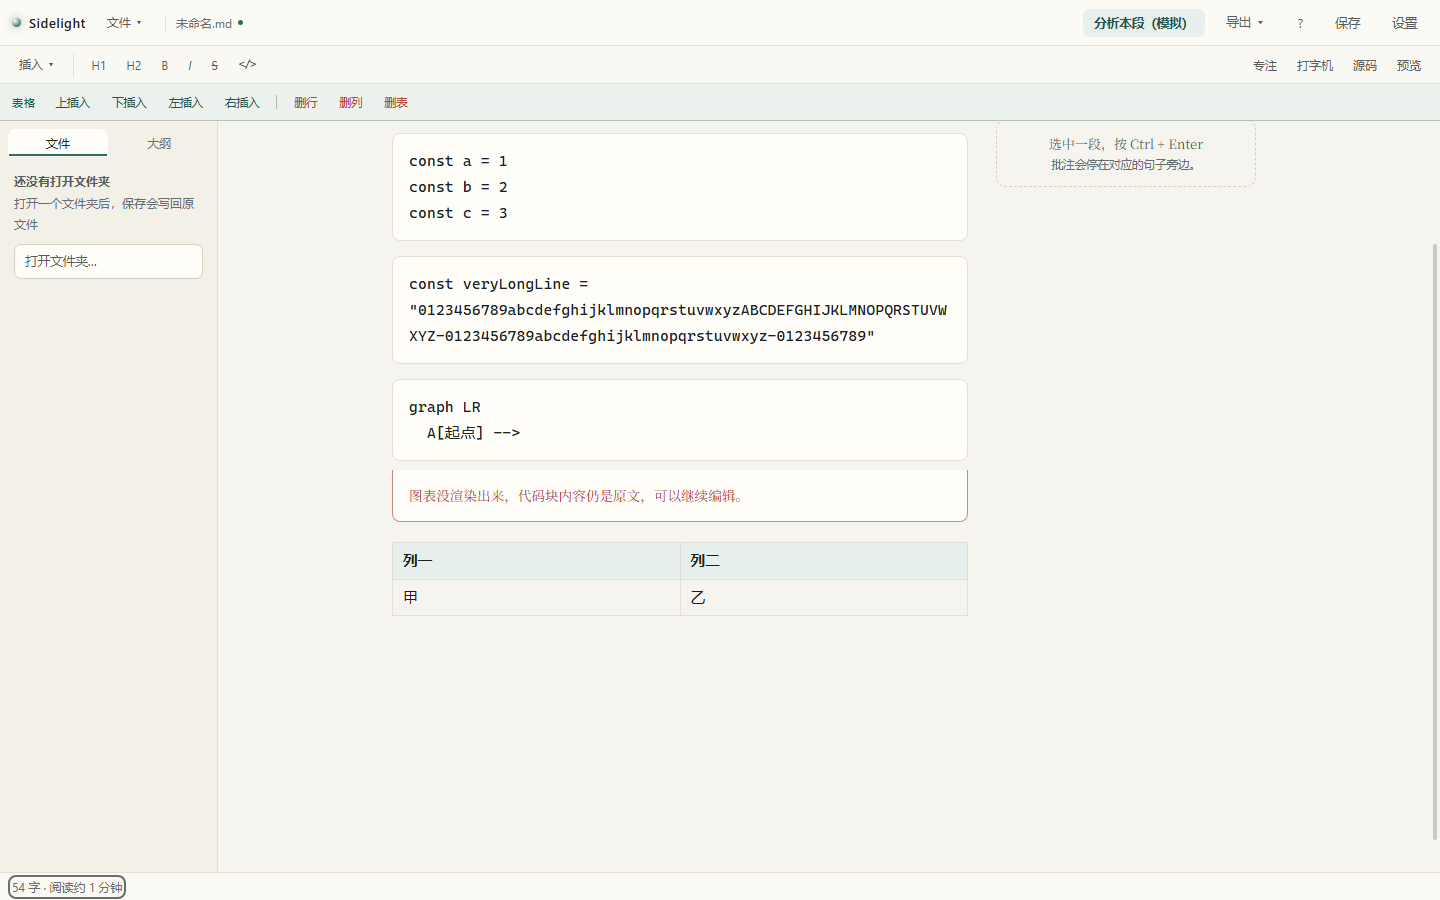 Sidelight 文件 未命名.md 分析本段（模拟） 导出 ? 保存 设置
插入 H1 H2 B I S </> 专注 打字机 源码 预览
表格 上插入 下插入 左插入 右插入 删行 删列 删表
文件 大纲
还没有打开文件夹
打开一个文件夹后，保存会写回原
文件
打开文件夹...
const a = 1
const b = 2
const c = 3
const veryLongLine =
"0123456789abcdefghijklmnopqrstuvwxyzABCDEFGHIJKLMNOPQRSTUVW
XYZ-0123456789abcdefghijklmnopqrstuvwxyz-0123456789"
graph LR
A[起点] -->
图表没渲染出来，代码块内容仍是原文，可以继续编辑。
列一 列二
甲 乙
选中一段，按 Ctrl + Enter
批注会停在对应的句子旁边。
54 字 · 阅读约 1 分钟